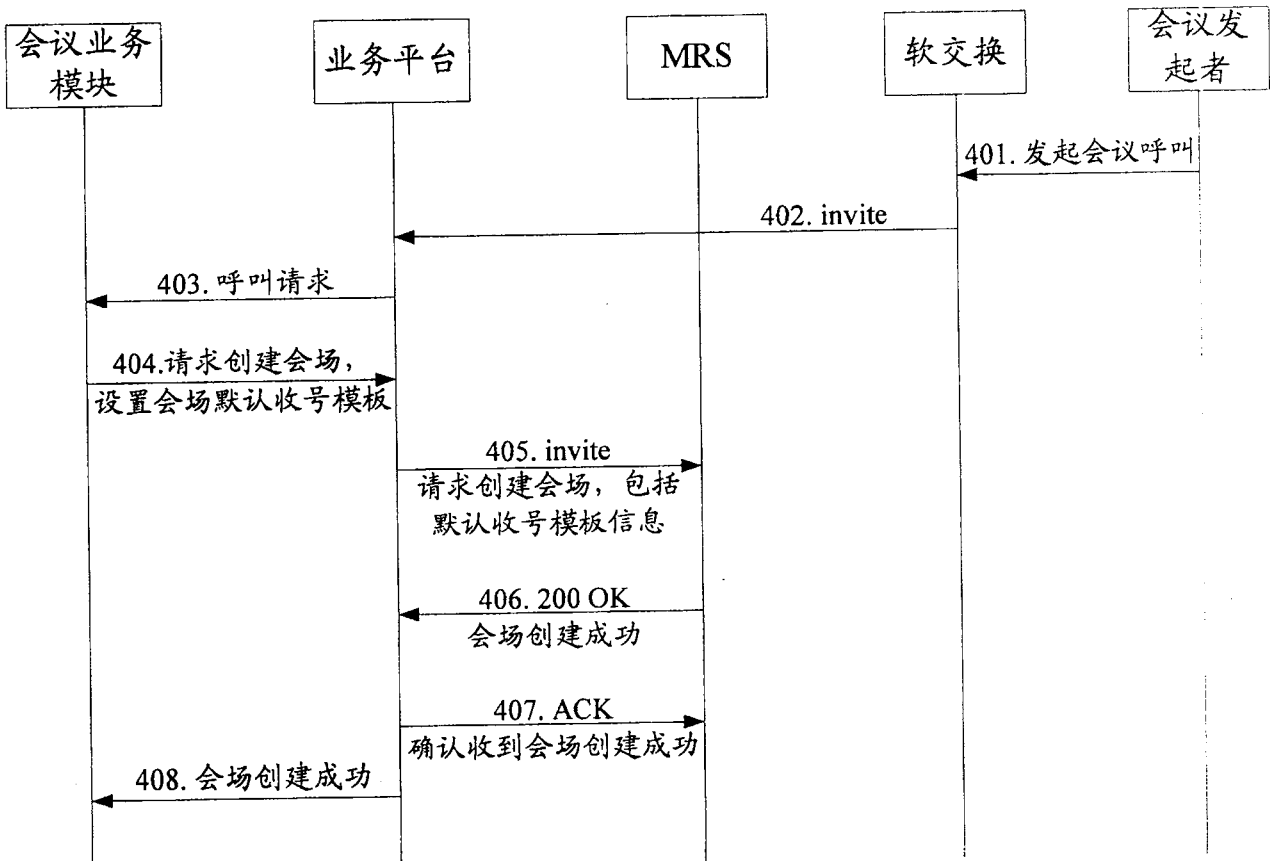 会议业务
模块
业务平台
MRS
软交换
会议发
起者
401. 发起会议呼叫
402. invite
403. 呼叫请求
404.请求创建会场，
设置会场默认收号模板
405. invite
请求创建会场，包括
默认收号模板信息
406. 200 OK
会场创建成功
407. ACK
确认收到会场创建成功
408. 会场创建成功